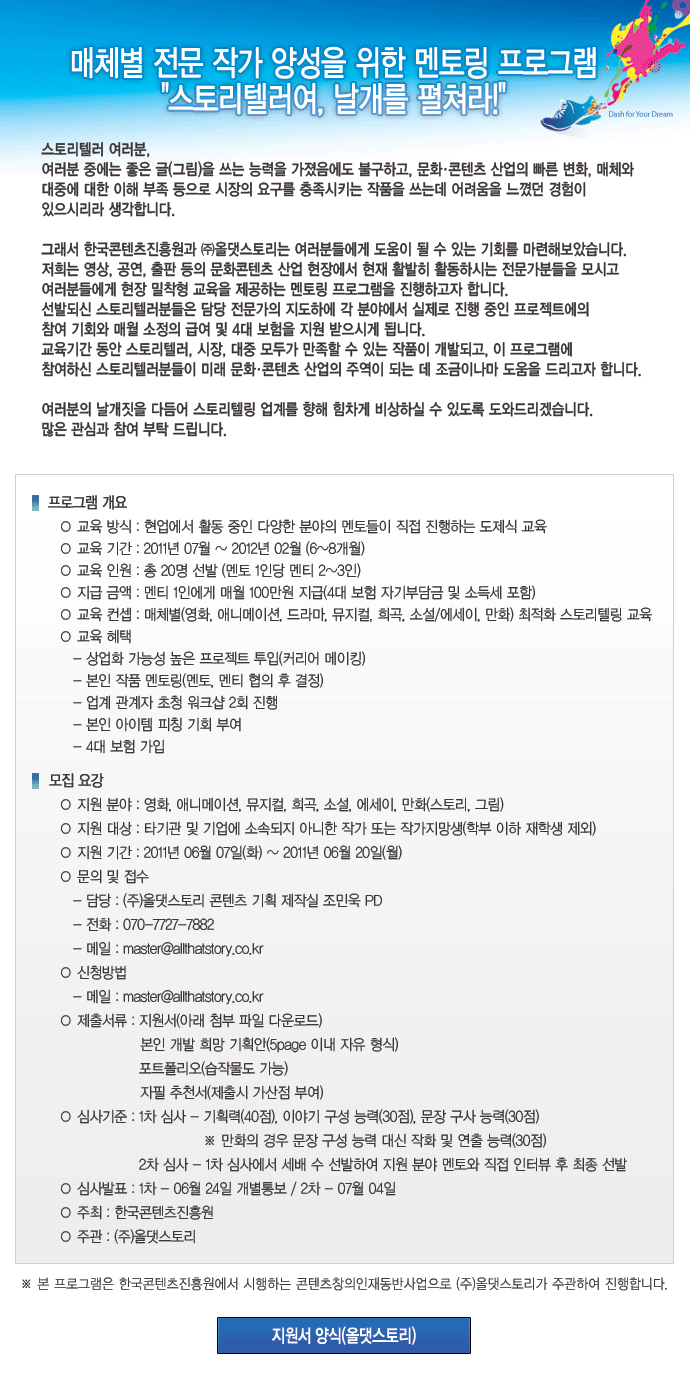 매체별 전문 작가 양성을 위한 멘토링 프로그램
"스토리텔러여, 날개를 펼쳐라!"
Dash for Your Dream
스토리텔러 여러분,
여러분 중에는 좋은 글(그림)을 쓰는 능력을 가졌음에도 불구하고, 문화·콘텐츠 산업의 빠른 변화, 매체와
대중에 대한 이해 부족 등으로 시장의 요구를 충족시키는 작품을 쓰는데 어려움을 느꼈던 경험이
있으시리라 생각합니다.
그래서 한국콘텐츠진흥원과 ㈜올댓스토리는 여러분들에게 도움이 될 수 있는 기회를 마련해보았습니다.
저희는 영상, 공연, 출판 등의 문화콘텐츠 산업 현장에서 현재 활발히 활동하시는 전문가분들을 모시고
여러분들에게 현장 밀착형 교육을 제공하는 멘토링 프로그램을 진행하고자 합니다.
선발되신 스토리텔러분들은 담당 전문가의 지도하에 각 분야에서 실제로 진행 중인 프로젝트에의
참여 기회와 매월 소정의 급여 및 4대 보험을 지원 받으시게 됩니다.
교육기간 동안 스토리텔러, 시장, 대중 모두가 만족할 수 있는 작품이 개발되고, 이 프로그램에
참여하신 스토리텔러분들이 미래 문화·콘텐츠 산업의 주역이 되는 데 조금이나마 도움을 드리고자 합니다.
여러분의 날개짓을 다듬어 스토리텔링 업계를 향해 힘차게 비상하실 수 있도록 도와드리겠습니다.
많은 관심과 참여 부탁 드립니다.
프로그램 개요
○ 교육 방식 : 현업에서 활동 중인 다양한 분야의 멘토들이 직접 진행하는 도제식 교육
○ 교육 기간 : 2011년 07월 ~ 2012년 02월 (6~8개월)
○ 교육 인원 : 총 20명 선발 (멘토 1인당 멘티 2~3인)
○ 지급 금액 : 멘티 1인에게 매월 100만원 지급(4대 보험 자기부담금 및 소득세 포함)
○ 교육 컨셉 : 매체별(영화, 애니메이션, 드라마, 뮤지컬, 희곡, 소설/에세이, 만화) 최적화 스토리텔링 교육
○ 교육 혜택
- 상업화 가능성 높은 프로젝트 투입(커리어 메이킹)
- 본인 작품 멘토링(멘토, 멘티 협의 후 결정)
- 업계 관계자 초청 워크샵 2회 진행
- 본인 아이템 피칭 기회 부여
- 4대 보험 가입
모집 요강
○ 지원 분야 : 영화, 애니메이션, 뮤지컬, 희곡, 소설, 에세이, 만화(스토리, 그림)
○ 지원 대상 : 타기관 및 기업에 소속되지 아니한 작가 또는 작가지망생(학부 이하 재학생 제외)
○ 지원 기간 : 2011년 06월 07일(화) ~ 2011년 06월 20일(월)
○ 문의 및 접수
- 담당 : (주)올댓스토리 콘텐츠 기획 제작실 조민욱 PD
- 전화 : 070-7727-7882
- 메일 : master@allthatstory.co.kr
○ 신청방법
- 메일 : master@allthatstory.co.kr
○ 제출서류 : 지원서(아래 첨부 파일 다운로드)
본인 개발 희망 기획안(5page 이내 자유 형식)
포트폴리오(습작물도 가능)
자필 추천서(제출시 가산점 부여)
○ 심사기준 : 1차 심사 - 기획력(40점), 이야기 구성 능력(30점), 문장 구사 능력(30점)
※ 만화의 경우 문장 구성 능력 대신 작화 및 연출 능력(30점)
2차 심사 - 1차 심사에서 세배 수 선발하여 지원 분야 멘토와 직접 인터뷰 후 최종 선발
○ 심사발표 : 1차 - 06월 24일 개별통보 / 2차 - 07월 04일
○ 주최 : 한국콘텐츠진흥원
○ 주관 : (주)올댓스토리
※ 본 프로그램은 한국콘텐츠진흥원에서 시행하는 콘텐츠창의인재동반사업으로 (주)올댓스토리가 주관하여 진행합니다.
지원서 양식(올댓스토리)